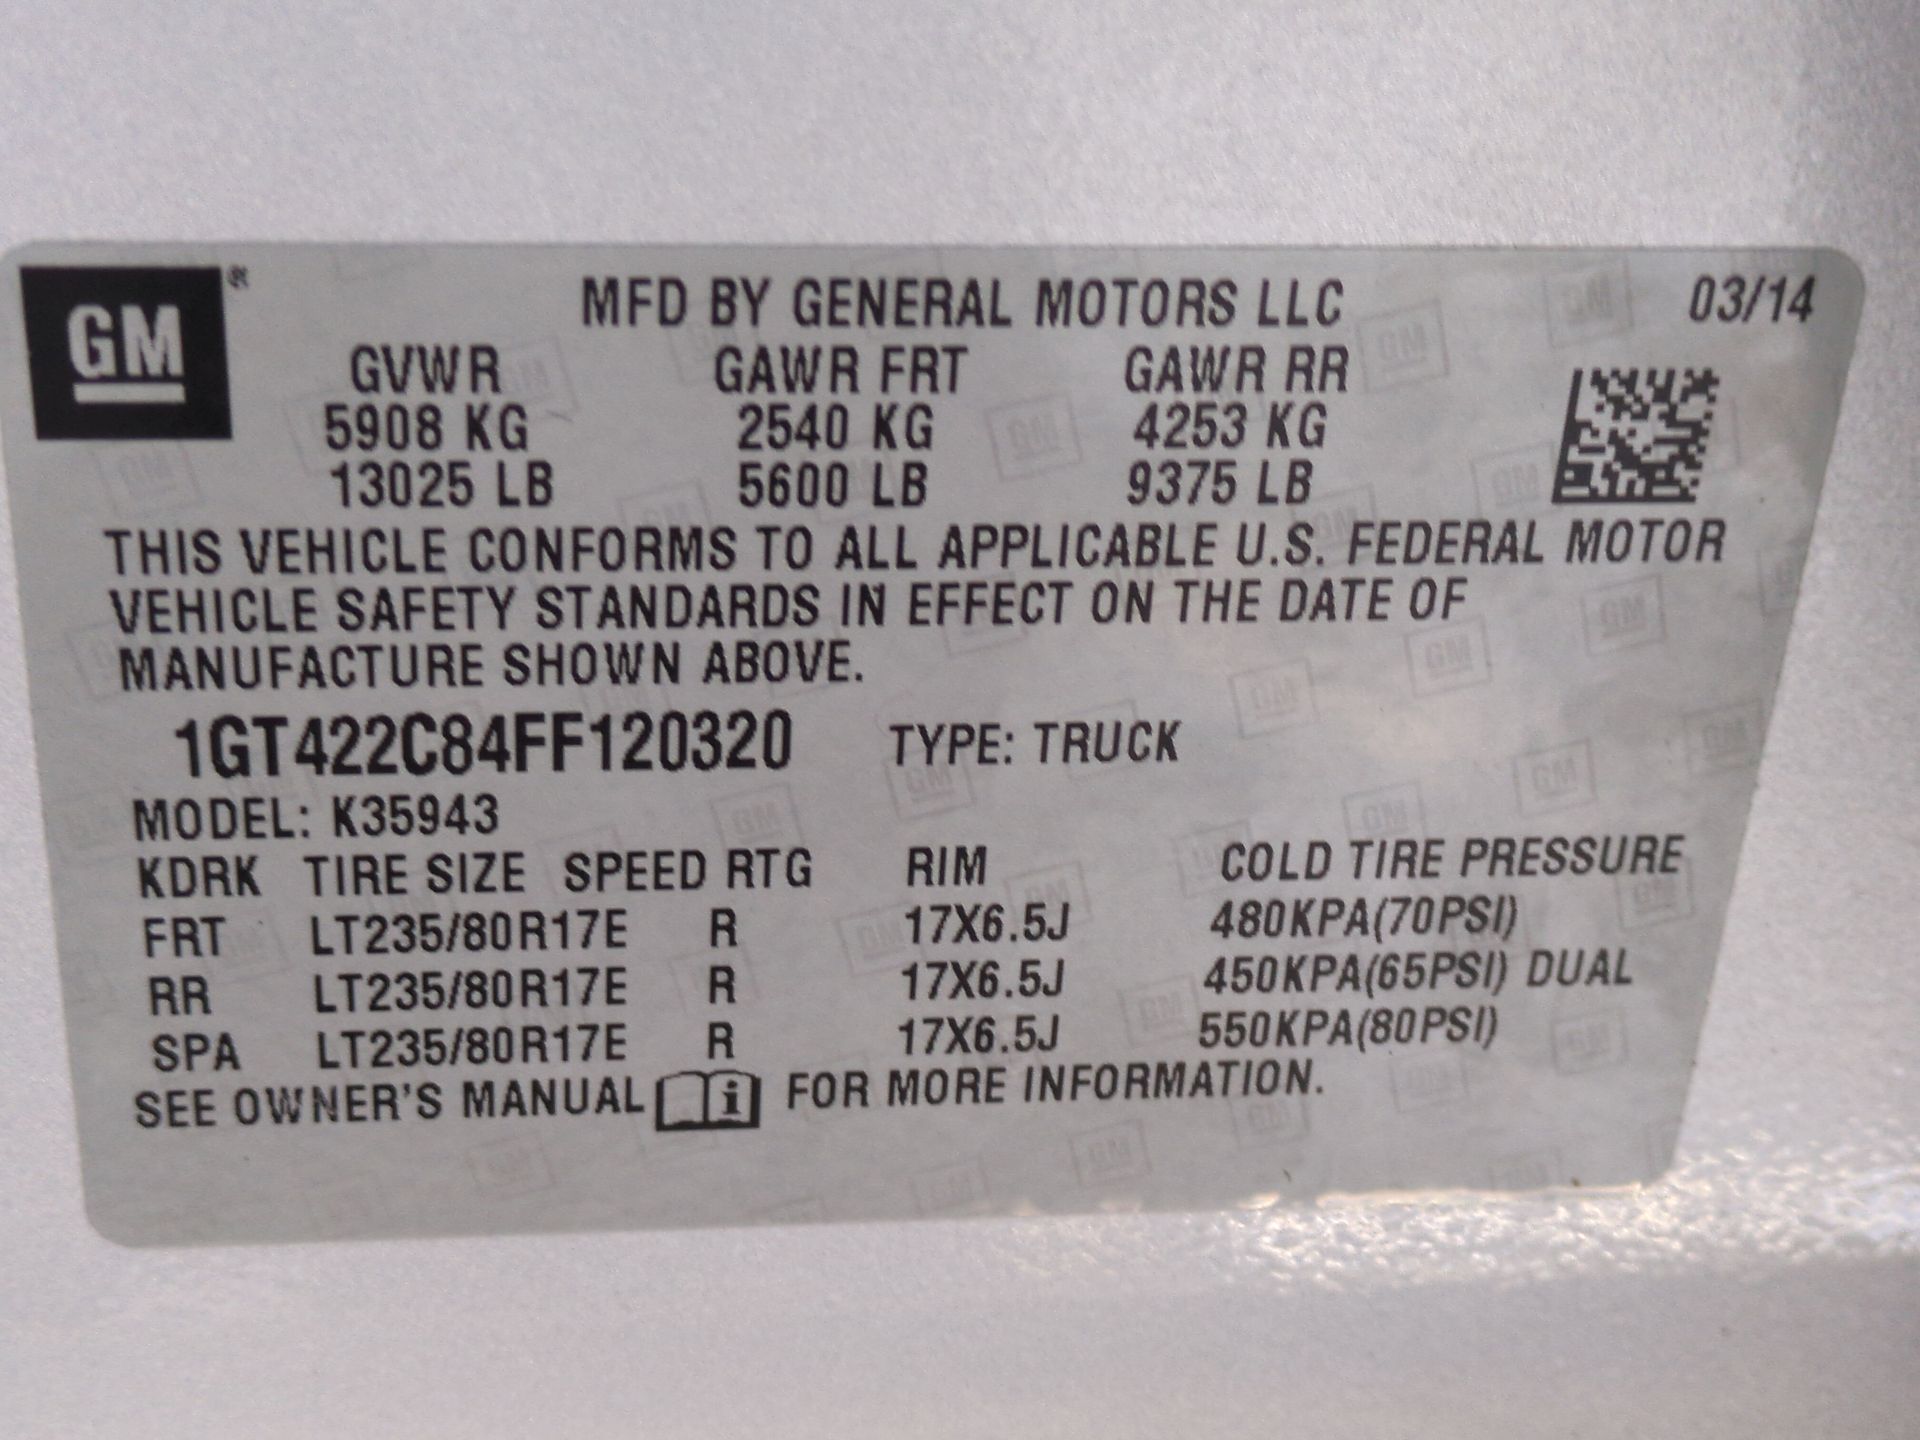 GM ®
MFD BY GENERAL MOTORS LLC 03/14
GVWR GAWR FRT GAWR RR
5908 KG 2540 KG 4253 KG
13025 LB 5600 LB 9375 LB
THIS VEHICLE CONFORMS TO ALL APPLICABLE U.S. FEDERAL MOTOR
VEHICLE SAFETY STANDARDS IN EFFECT ON THE DATE OF
MANUFACTURE SHOWN ABOVE.
1GT422C84FF120320 TYPE: TRUCK
MODEL: K35943
KDRK TIRE SIZE SPEED RTG RIM COLD TIRE PRESSURE
FRT LT235/80R17E R 17X6.5J 480KPA(70PSI)
RR LT235/80R17E R 17X6.5J 450KPA(65PSI) DUAL
SPA LT235/80R17E R 17X6.5J 550KPA(80PSI)
SEE OWNER'S MANUAL i FOR MORE INFORMATION.